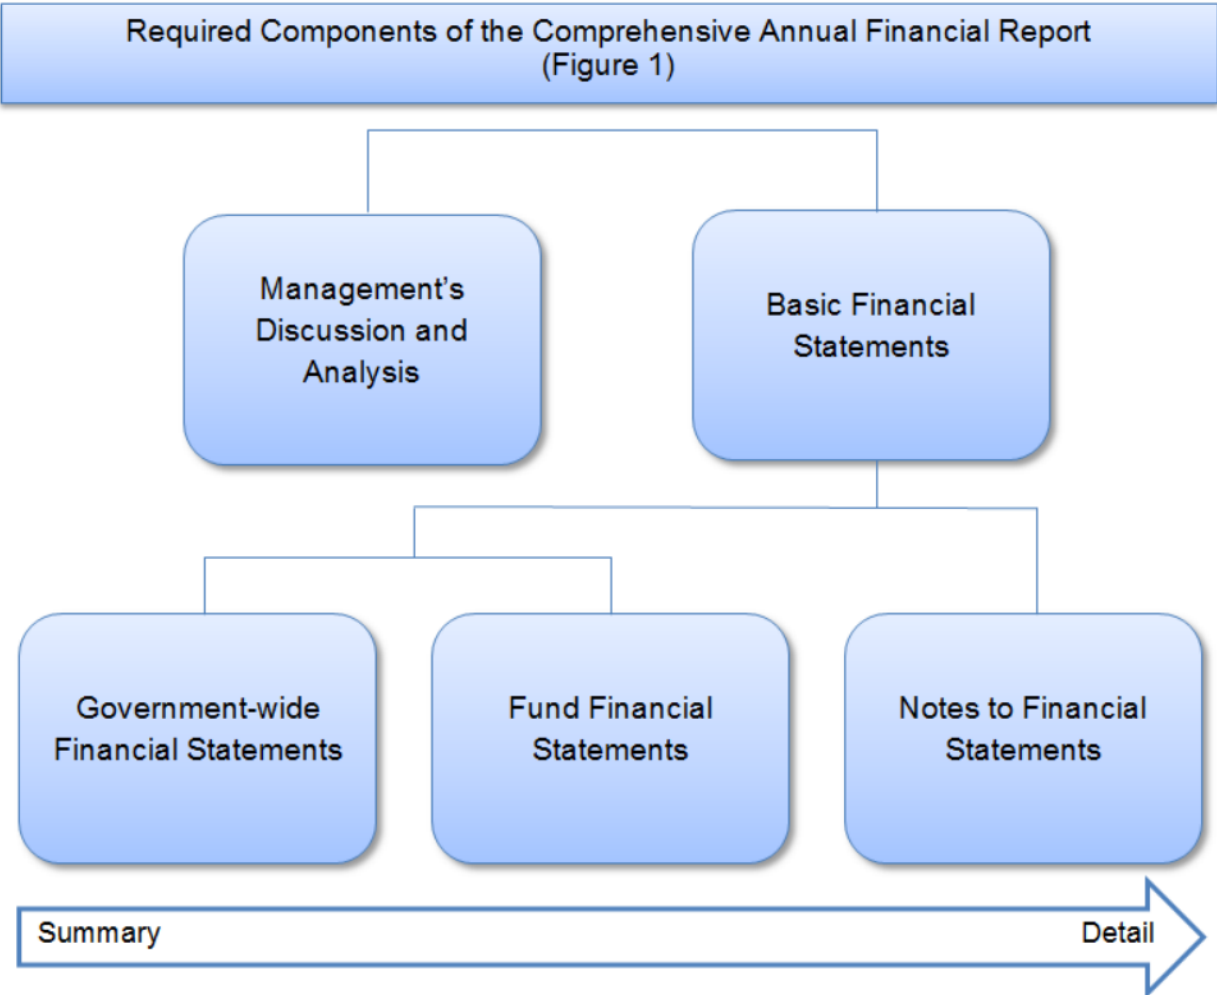 Required Components of the Comprehensive Annual Financial Report
(Figure 1)
Management’s
Discussion and
Analysis
Basic Financial
Statements
Government-wide
Financial Statements
Fund Financial
Statements
Notes to Financial
Statements
Summary
Detail